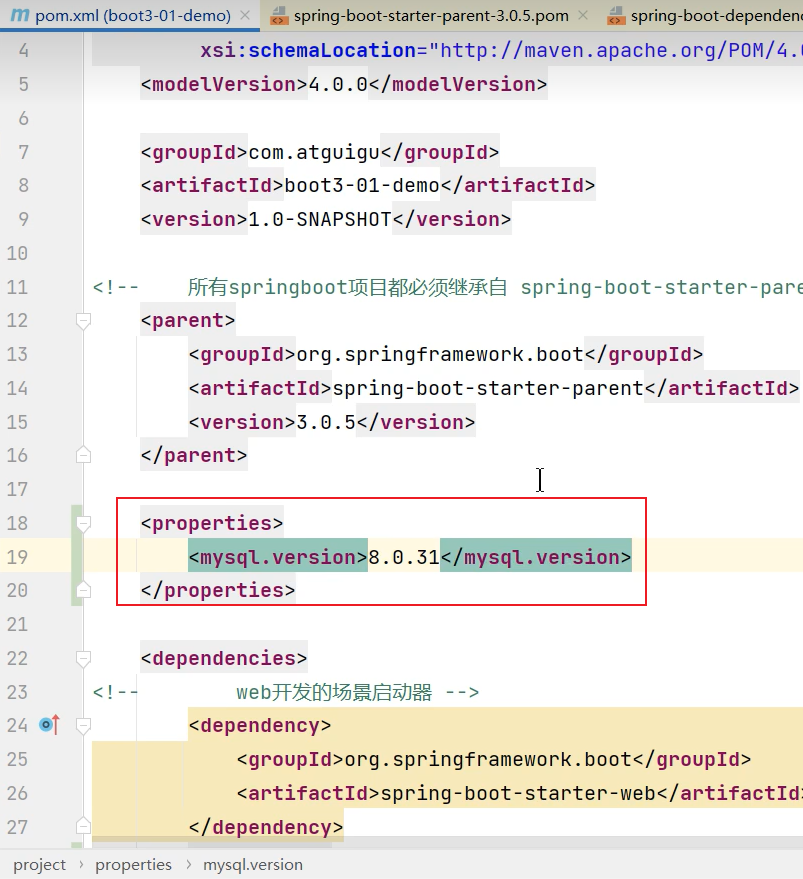 pom.xml (boot3-01-demo) × spring-boot-starter-parent-3.0.5.pom × spring-boot-dependenc
4 xsi:schemaLocation="http://maven.apache.org/POM/4.0
5 <modelVersion>4.0.0</modelVersion>
6
7 <groupId>com.atguigu</groupId>
8 <artifactId>boot3-01-demo</artifactId>
9 <version>1.0-SNAPSHOT</version>
10
11 <!-- 所有springboot项目都必须继承自 spring-boot-starter-pare
12 <parent>
13 <groupId>org.springframework.boot</groupId>
14 <artifactId>spring-boot-starter-parent</artifactId>
15 <version>3.0.5</version>
16 </parent>
17
18 <properties>
19 <mysql.version>8.0.31</mysql.version>
20 </properties>
21
22 <dependencies>
23 <!-- web开发的场景启动器 -->
24 <dependency>
25 <groupId>org.springframework.boot</groupId>
26 <artifactId>spring-boot-starter-web</artifactId>
27 </dependency>
project › properties › mysql.version